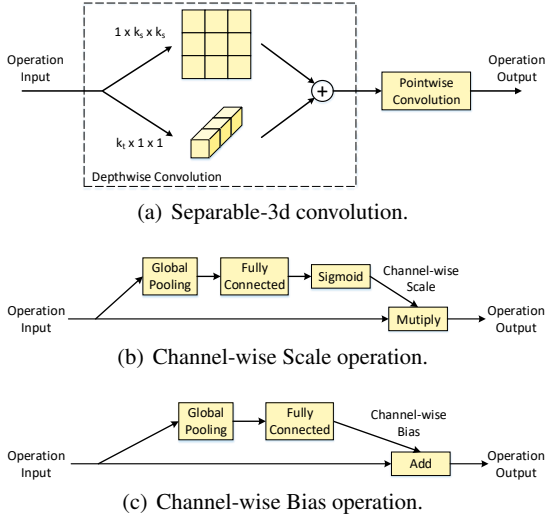 Operation
Input
1 x kₛ x kₛ
kₜ x 1 x 1
Depthwise Convolution
+
Pointwise
Convolution
Operation
Output
(a) Separable-3d convolution.
Operation
Input
Global
Pooling
Fully
Connected
Sigmoid
Channel-wise
Scale
Mutiply
Operation
Output
(b) Channel-wise Scale operation.
Operation
Input
Global
Pooling
Fully
Connected
Channel-wise
Bias
Add
Operation
Output
(c) Channel-wise Bias operation.